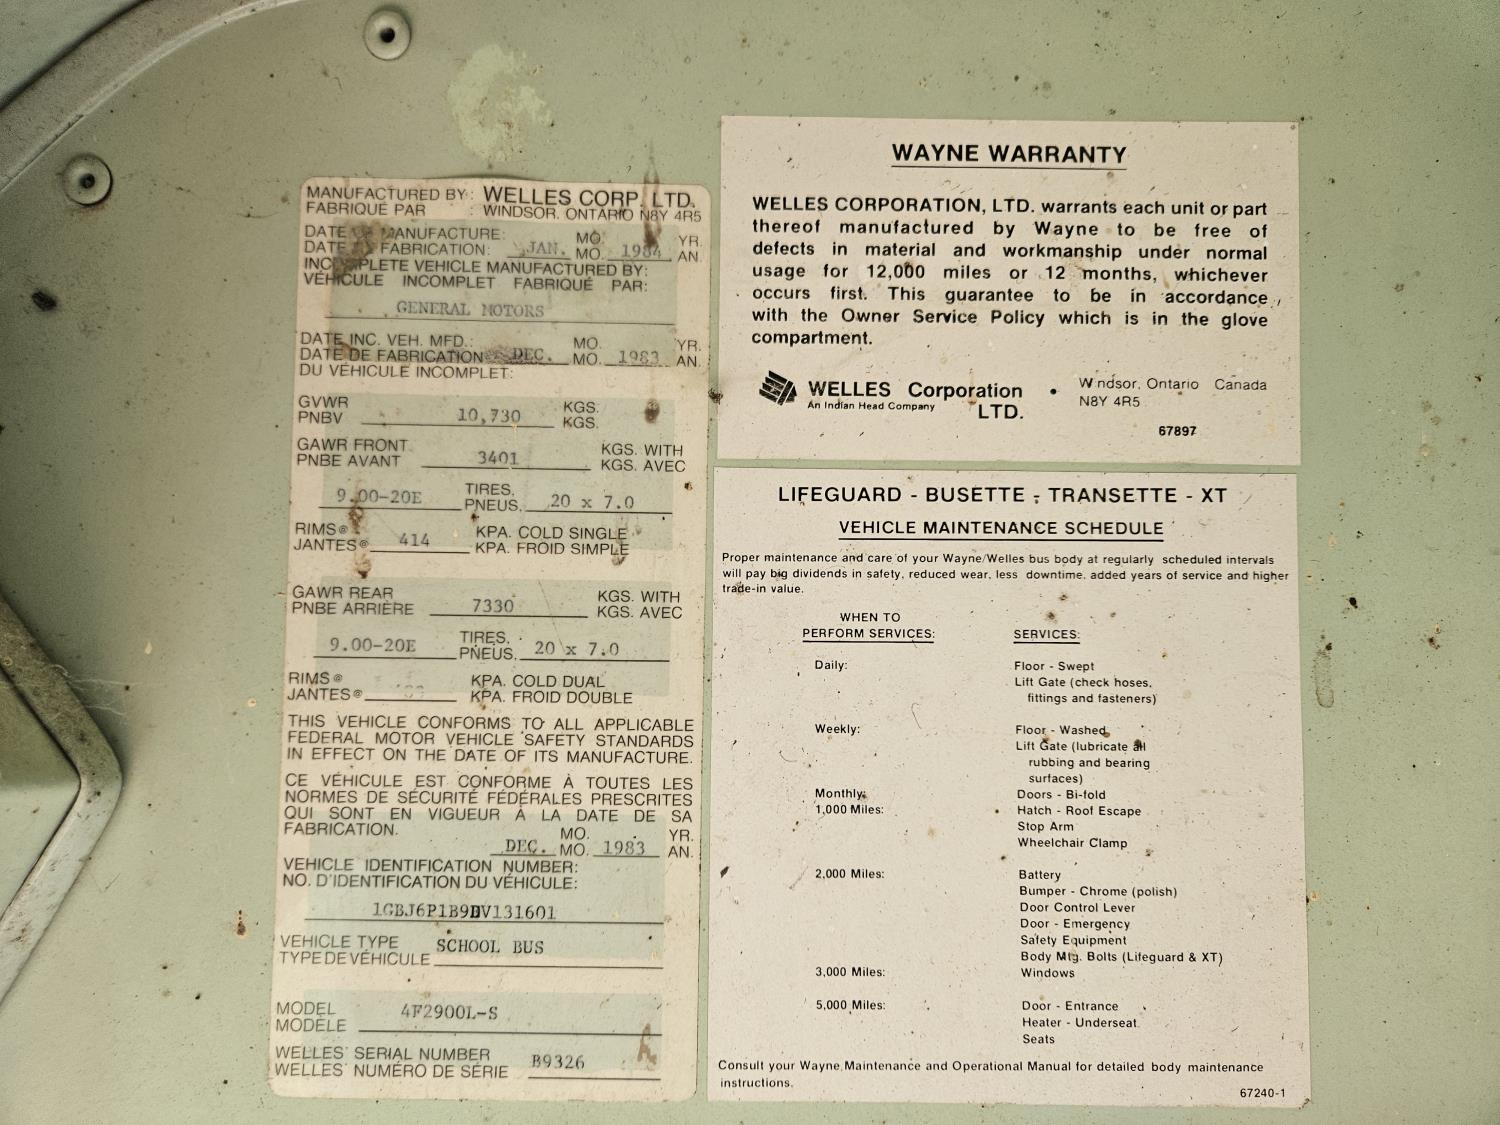 MANUFACTURED BY: WELLES CORP. LTD.
FABRIQUÉ PAR : WINDSOR, ONTARIO N8Y 4R5
DATE OF MANUFACTURE: MO. YR.
DATE DE FABRICATION: JAN. MO. 1984 AN.
INCOMPLETE VEHICLE MANUFACTURED BY:
VÉHICULE INCOMPLET FABRIQUÉ PAR:
GENERAL MOTORS
DATE INC. VEH. MFD.: MO. YR.
DATE DE FABRICATION DEC. MO. 1983 AN.
DU VÉHICULE INCOMPLET:
GVWR KGS.
PNBV 10,730 KGS.
GAWR FRONT KGS. WITH
PNBE AVANT 3401 KGS. AVEC
9.00-20E TIRES, 20 x 7.0
PNEUS,
RIMS@ KPA. COLD SINGLE
JANTES@ 414 KPA. FROID SIMPLE
GAWR REAR KGS. WITH
PNBE ARRIÈRE 7330 KGS. AVEC
9.00-20E TIRES, 20 x 7.0
PNEUS,
RIMS@ KPA. COLD DUAL
JANTES@ KPA. FROID DOUBLE
THIS VEHICLE CONFORMS TO ALL APPLICABLE
FEDERAL MOTOR VEHICLE SAFETY STANDARDS
IN EFFECT ON THE DATE OF ITS MANUFACTURE.
CE VÉHICULE EST CONFORME À TOUTES LES
NORMES DE SÉCURITÉ FÉDÉRALES PRESCRITES
QUI SONT EN VIGUEUR À LA DATE DE SA
FABRICATION.
MO. YR.
DEC. MO. 1983 AN.
VEHICLE IDENTIFICATION NUMBER:
NO. D'IDENTIFICATION DU VÉHICULE:
1GBJ6P1B9DV131601
VEHICLE TYPE SCHOOL BUS
TYPE DE VÉHICULE
MODEL 4F2900L-S
MODÈLE
WELLES' SERIAL NUMBER B9326
WELLES' NUMÉRO DE SÉRIE
WAYNE WARRANTY
WELLES CORPORATION, LTD. warrants each unit or part
thereof manufactured by Wayne to be free of
defects in material and workmanship under normal
usage for 12,000 miles or 12 months, whichever
occurs first. This guarantee to be in accordance
with the Owner Service Policy which is in the glove
compartment.
WELLES Corporation • Windsor, Ontario Canada
An Indian Head Company LTD. N8Y 4R5
67897
LIFEGUARD - BUSETTE - TRANSETTE - XT
VEHICLE MAINTENANCE SCHEDULE
Proper maintenance and care of your Wayne/Welles bus body at regularly scheduled intervals
will pay big dividends in safety, reduced wear, less downtime, added years of service and higher
trade-in value.
WHEN TO
PERFORM SERVICES: SERVICES:
Daily: Floor - Swept
Lift Gate (check hoses,
fittings and fasteners)
Weekly: Floor - Washed
Lift Gate (lubricate all
rubbing and bearing
surfaces)
Monthly: Doors - Bi-fold
1,000 Miles: Hatch - Roof Escape
Stop Arm
Wheelchair Clamp
2,000 Miles: Battery
Bumper - Chrome (polish)
Door Control Lever
Door - Emergency
Safety Equipment
Body Mtg. Bolts (Lifeguard & XT)
3,000 Miles: Windows
5,000 Miles: Door - Entrance
Heater - Underseat
Seats
Consult your Wayne Maintenance and Operational Manual for detailed body maintenance
instructions.
67240-1